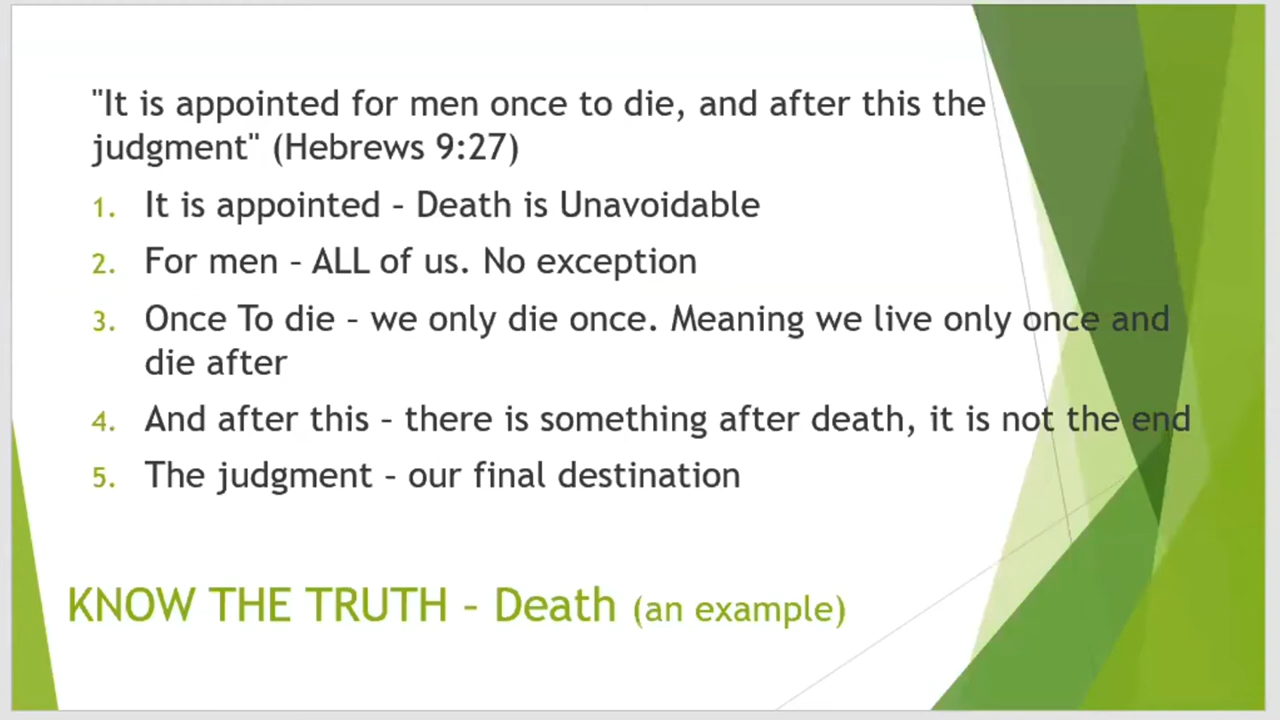 "It is appointed for men once to die, and after this the
judgment" (Hebrews 9:27)
1. It is appointed – Death is Unavoidable
2. For men – ALL of us. No exception
3. Once To die – we only die once. Meaning we live only once and
die after
4. And after this – there is something after death, it is not the end
5. The judgment – our final destination
KNOW THE TRUTH – Death (an example)